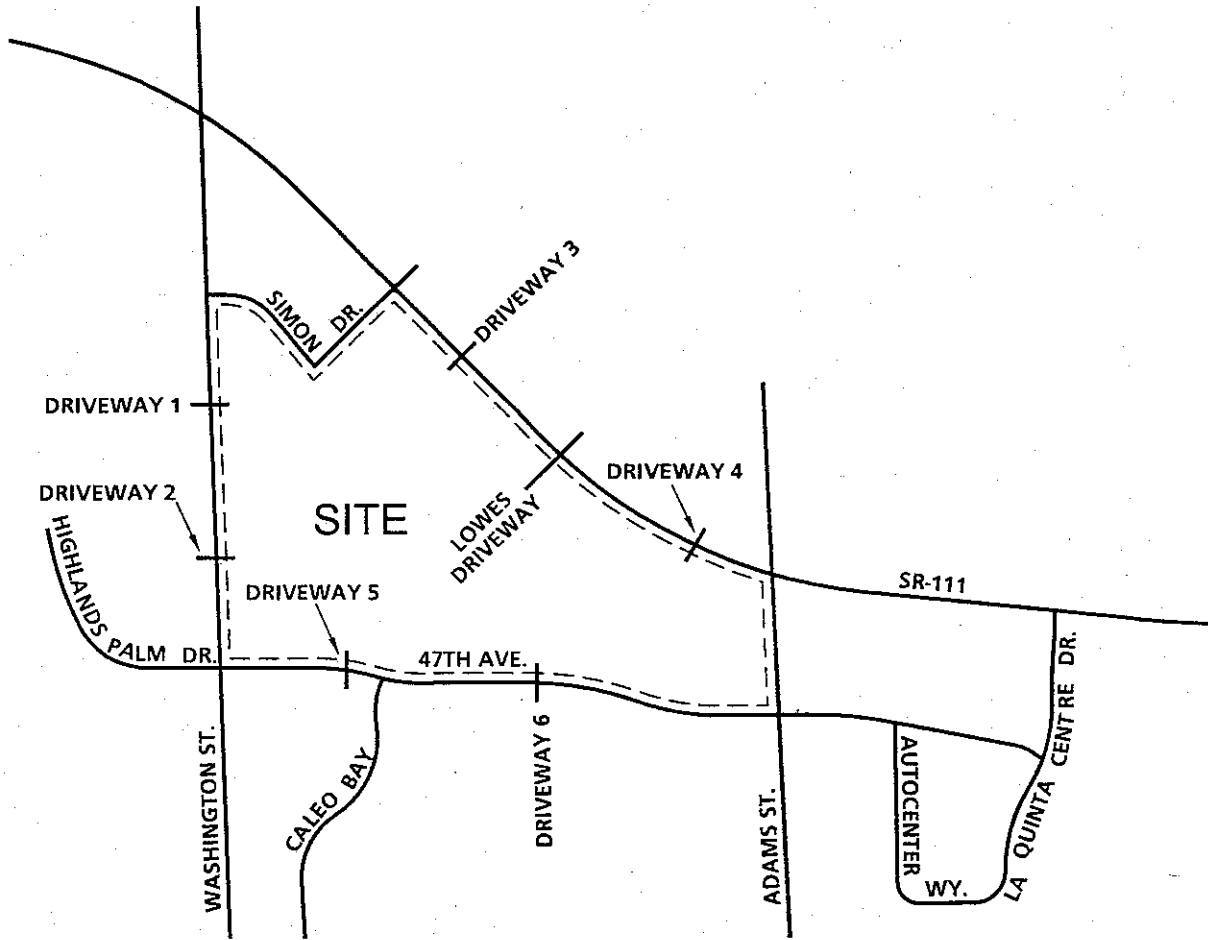 SIMON
DR.
DRIVEWAY 3
DRIVEWAY 1
DRIVEWAY 2
SITE
LOWES
DRIVEWAY
DRIVEWAY 4
HIGHLANDS
PALM DR.
DRIVEWAY 5
47TH AVE.
SR-111
WASHINGTON ST.
CALEO BAY
DRIVEWAY 6
ADAMS ST.
AUTOCENTER
WY.
LA QUINTA CENTRE DR.